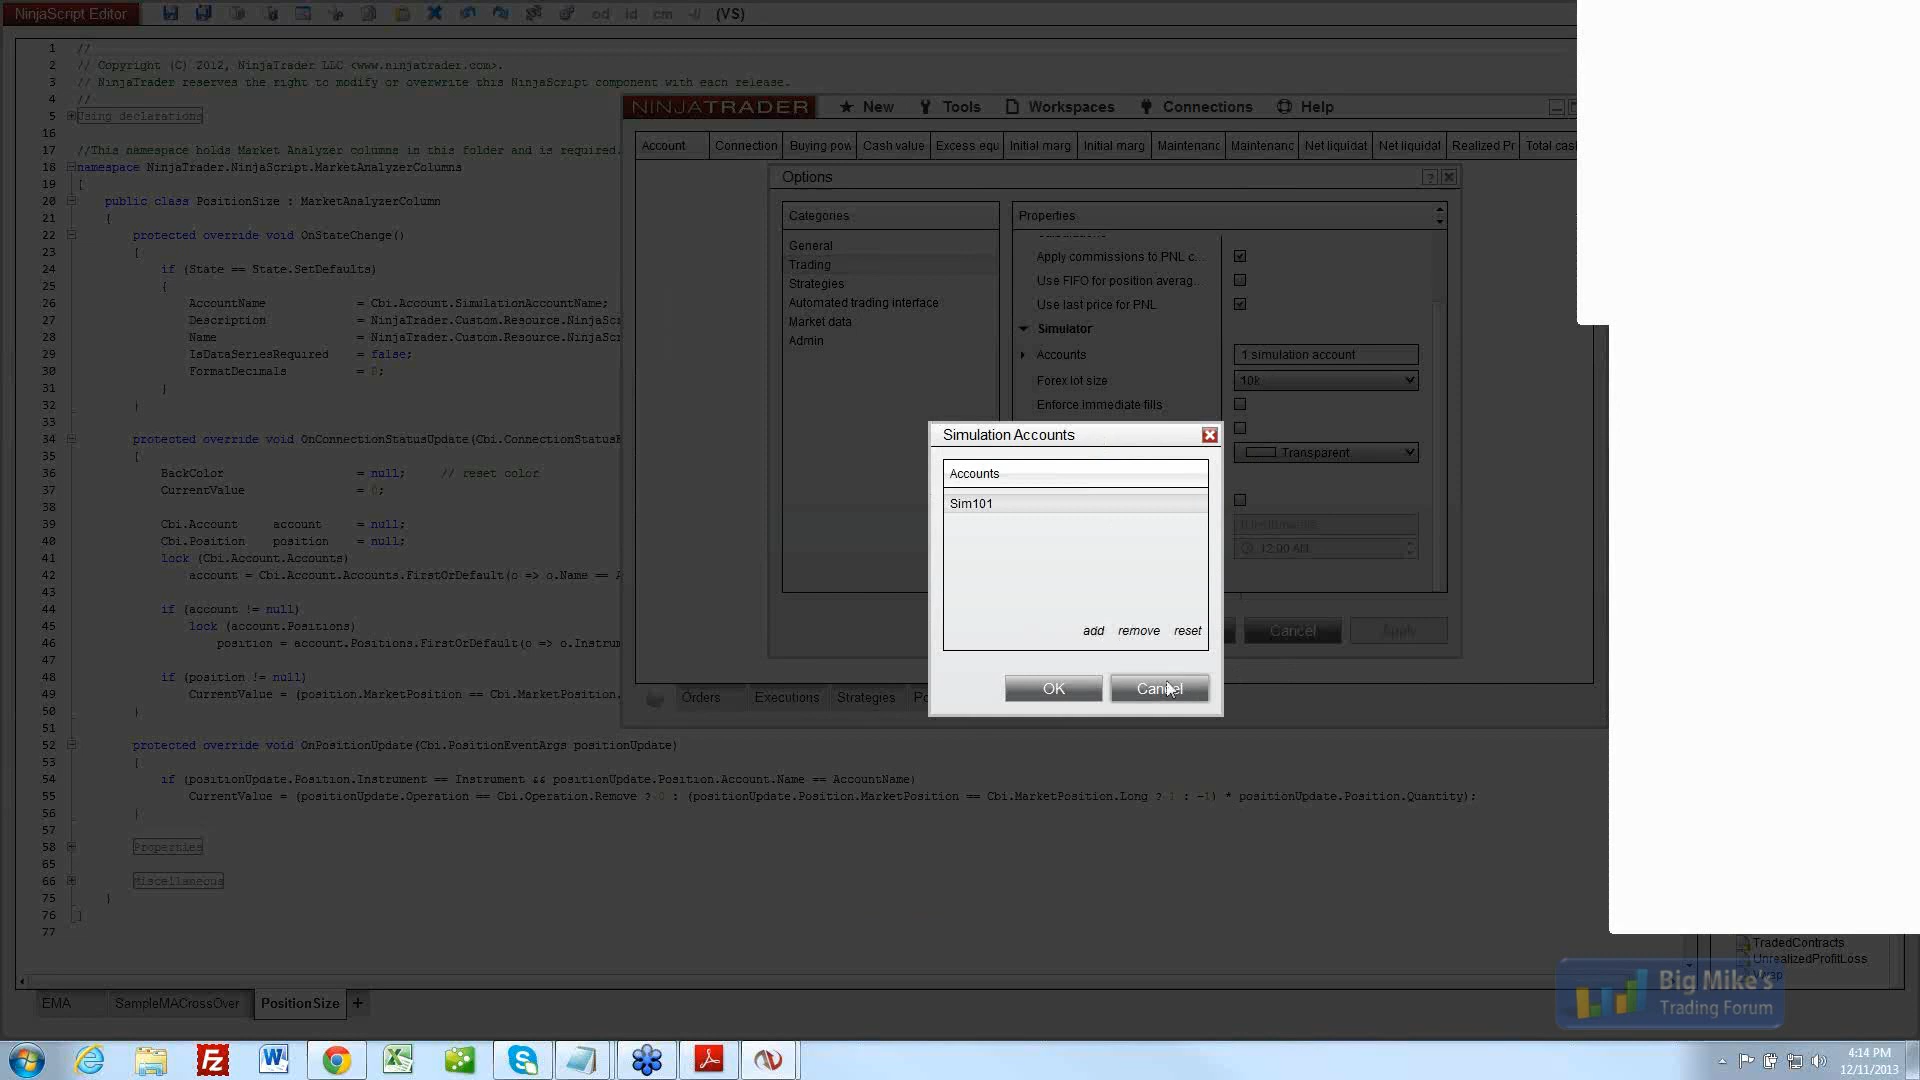 NinjaScript Editor
od
id
cm
(VS)
1 //
2 // Copyright (C) 2012, NinjaTrader LLC <www.ninjatrader.com>.
3 // NinjaTrader reserves the right to modify or overwrite this NinjaScript component with each release.
4 //
5 Using declarations
16
17 //This namespace holds Market Analyzer columns in this folder and is required.
18 namespace NinjaTrader.NinjaScript.MarketAnalyzerColumns
19 {
20 public class PositionSize : MarketAnalyzerColumn
21 {
22 protected override void OnStateChange()
23 {
24 if (State == State.SetDefaults)
25 {
26 AccountName = Cbi.Account.SimulationAccountName;
27 Description = NinjaTrader.Custom.Resource.NinjaScr
28 Name = NinjaTrader.Custom.Resource.NinjaScr
29 IsDataSeriesRequired = false;
30 FormatDecimals = 0;
31 }
32 }
33
34 protected override void OnConnectionStatusUpdate(Cbi.ConnectionStatusE
35 {
36 BackColor = null; // reset color
37 CurrentValue = 0;
38
39 Cbi.Account account = null;
40 Cbi.Position position = null;
41 lock (Cbi.Account.Accounts)
42 account = Cbi.Account.Accounts.FirstOrDefault(o => o.Name == A
43
44 if (account != null)
45 lock (account.Positions)
46 position = account.Positions.FirstOrDefault(o => o.Instrum
47
48 if (position != null)
49 CurrentValue = (position.MarketPosition == Cbi.MarketPosition.
50 }
51
52 protected override void OnPositionUpdate(Cbi.PositionEventArgs positionUpdate)
53 {
54 if (positionUpdate.Position.Instrument == Instrument && positionUpdate.Position.Account.Name == AccountName)
55 CurrentValue = (positionUpdate.Operation == Cbi.Operation.Remove ? 0 : (positionUpdate.Position.MarketPosition == Cbi.MarketPosition.Long ? 1 : -1) * positionUpdate.Position.Quantity);
56 }
57
58 Properties
65
66 Miscellaneous
75 }
76 }
77
EMA
SampleMACrossOver
PositionSize
+
NINJATRADER
New
Tools
Workspaces
Connections
Help
Account
Connection
Buying pow
Cash value
Excess equ
Initial marg
Initial marg
Maintenanc
Maintenanc
Net liquidat
Net liquidat
Realized Pr
Total cas
Options
?
Categories
General
Trading
Strategies
Automated trading interface
Market data
Admin
Properties
Apply commissions to PNL c...
Use FIFO for position averag...
Use last price for PNL
Simulator
Accounts
1 simulation account
Forex lot size
10k
Enforce immediate fills
Transparent
12:00 AM
Cancel
Apply
Orders
Executions
Strategies
Simulation Accounts
Accounts
Sim101
add remove reset
OK
Cancel
TradedContracts
UnrealizedProfitLoss
Big Mike's
Trading Forum
4:14 PM
12/11/2013